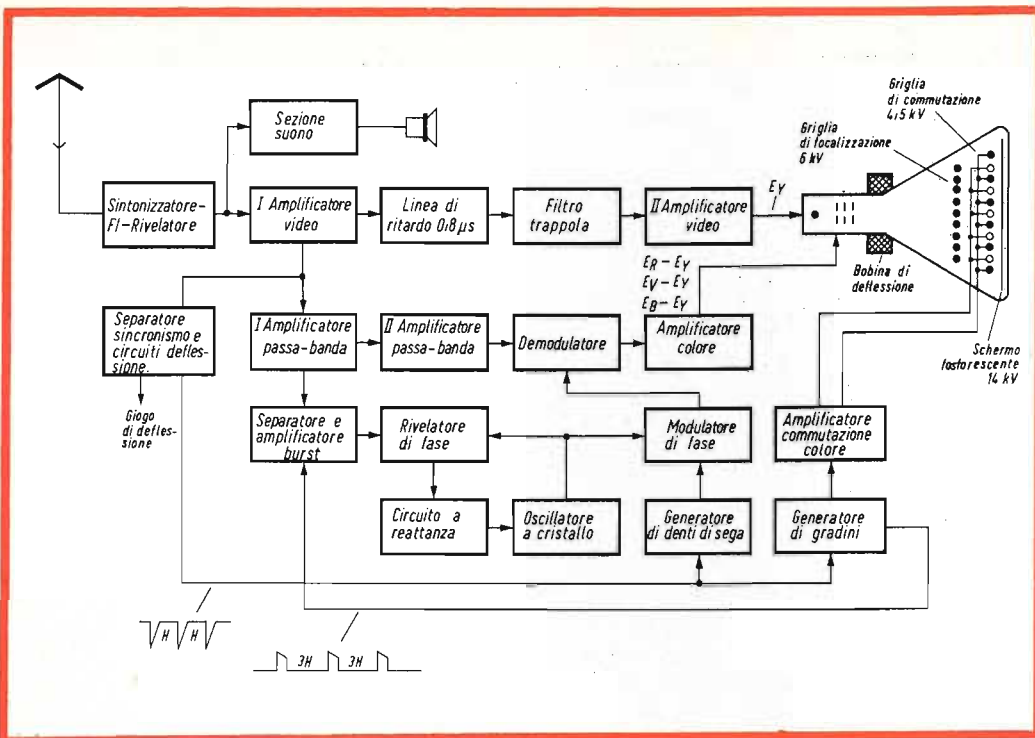 Griglia
di commutazione
4,5 kV
Griglia
di focalizzazione
6 kV
Sezione
suono
Sintonizzatore-
FI-Rivelatore
I Amplificatore
video
Linea di
ritardo 0,8 µs
Filtro
trappola
II Amplificatore
video
EY
ER - EY
EV - EY
EB - EY
Bobina di
deflessione
Schermo
fosforescente
14 kV
Separatore
sincronismo e
circuiti defles-
sione.
I Amplificatore
passa-banda
II Amplificatore
passa-banda
Demodulatore
Amplificatore
colore
Giogo
di defles-
sione
Separatore e
amplificatore
burst
Rivelatore
di fase
Modulatore
di fase
Amplificatore
commutazione
colore
Circuito a
reattanza
Oscillatore
a cristallo
Generatore
di denti di sega
Generatore
di gradini
H H
3H 3H